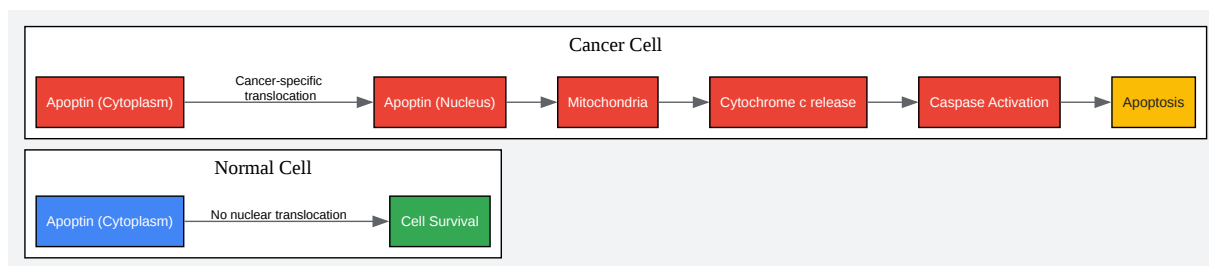 Cancer Cell
Apoptin (Cytoplasm)
Cancer-specific
translocation
Apoptin (Nucleus)
Mitochondria
Cytochrome c release
Caspase Activation
Apoptosis
Normal Cell
Apoptin (Cytoplasm)
No nuclear translocation
Cell Survival